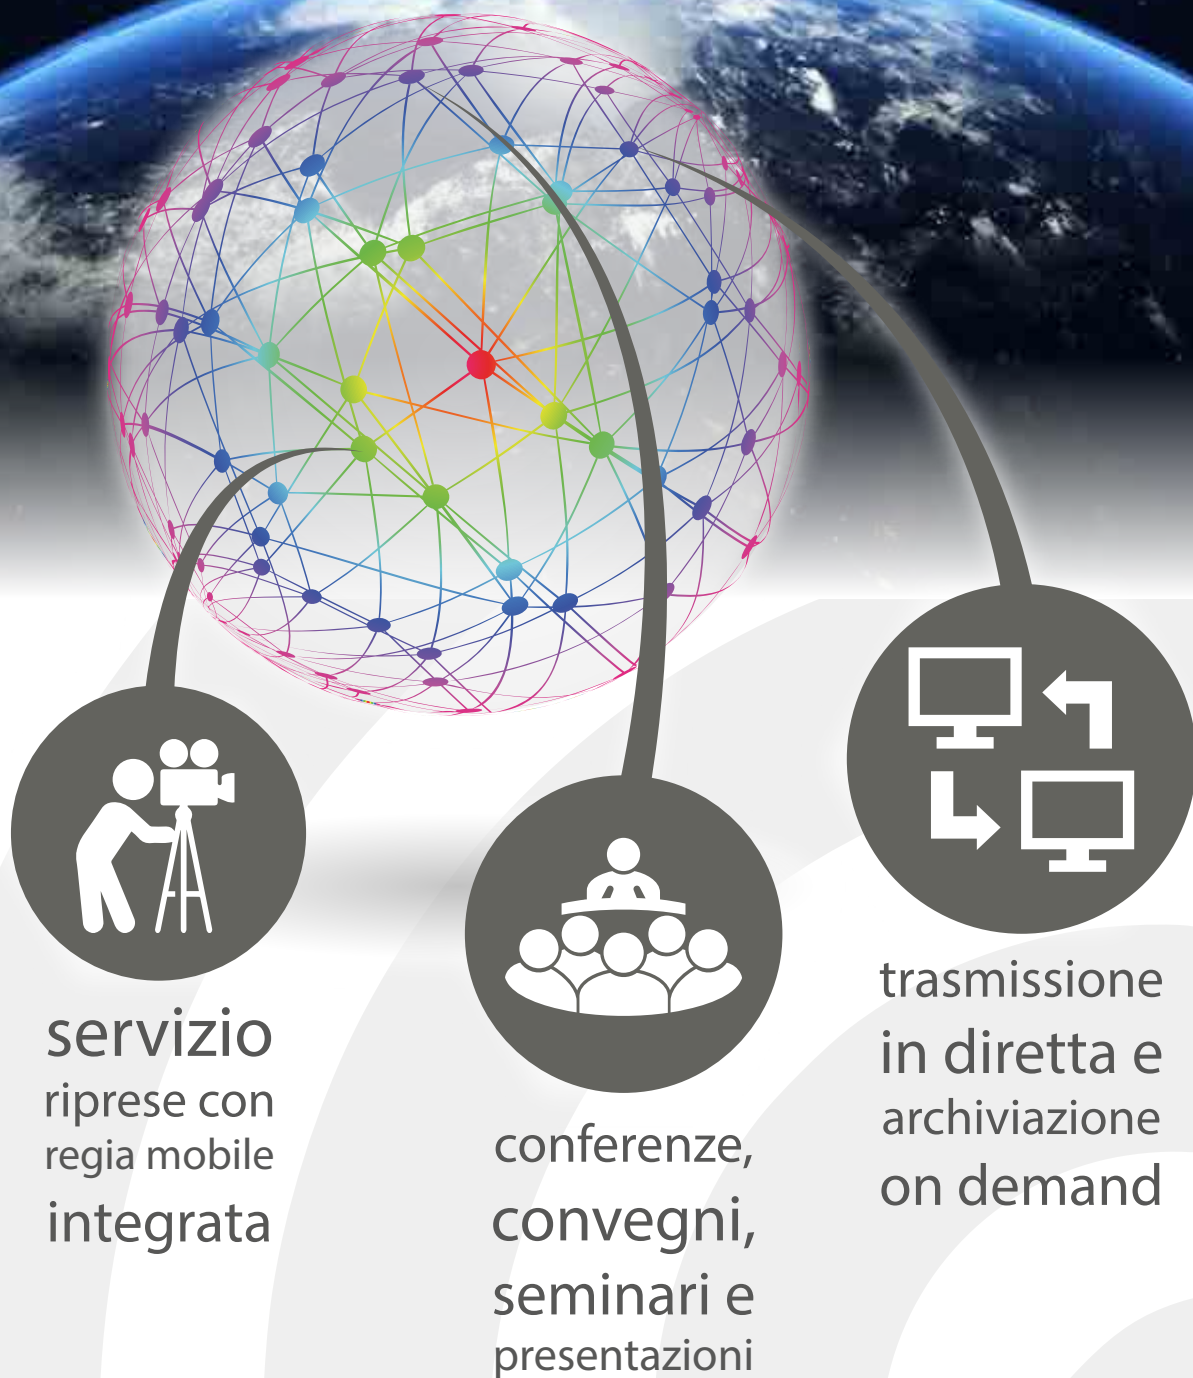 servizio
riprese con
regia mobile
integrata
conferenze,
convegni,
seminari e
presentazioni
trasmissione
in diretta e
archiviazione
on demand